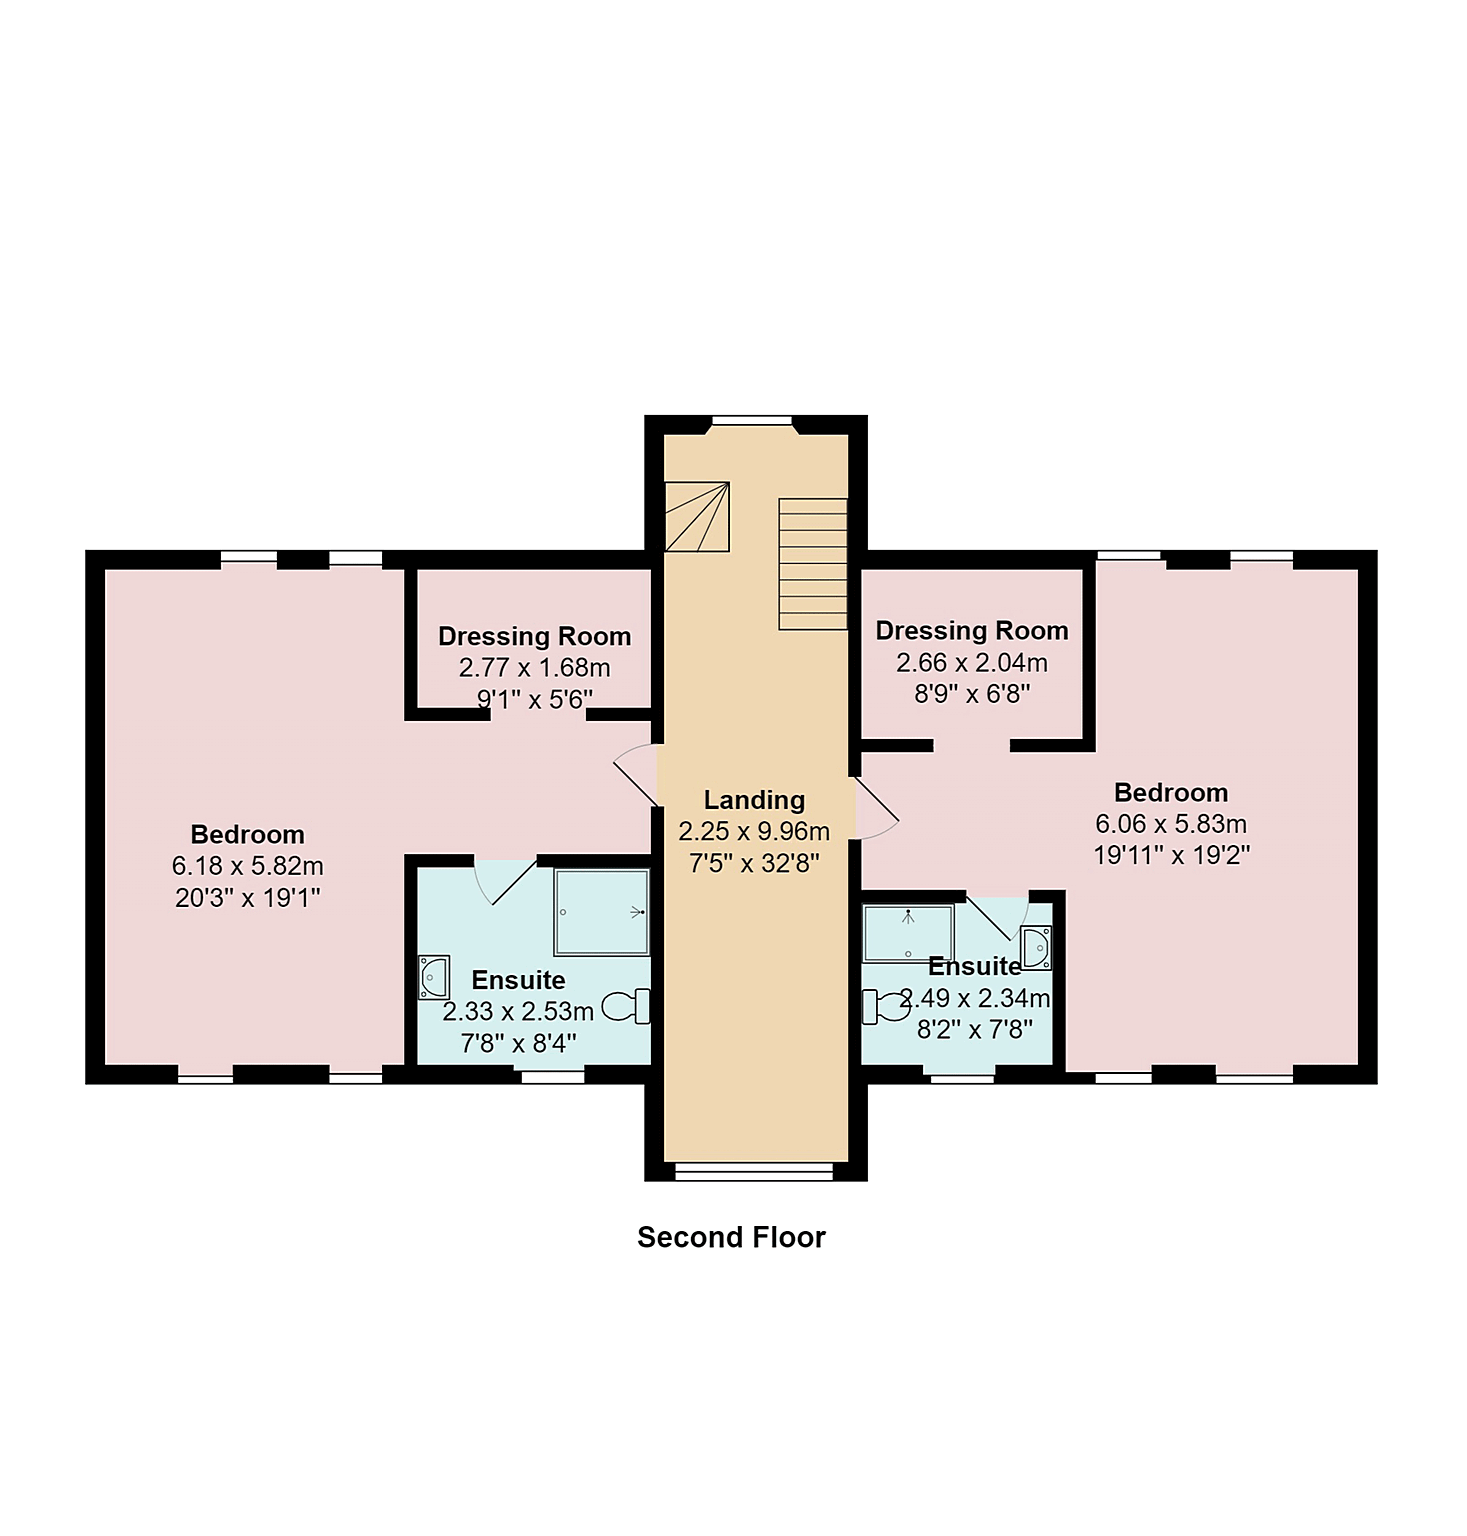 Dressing Room
2.77 x 1.68m
9'1" x 5'6"
Dressing Room
2.66 x 2.04m
8'9" x 6'8"
Bedroom
6.18 x 5.82m
20'3" x 19'1"
Landing
2.25 x 9.96m
7'5" x 32'8"
Bedroom
6.06 x 5.83m
19'11" x 19'2"
Ensuite
2.33 x 2.53m
7'8" x 8'4"
Ensuite
2.49 x 2.34m
8'2" x 7'8"
Second Floor